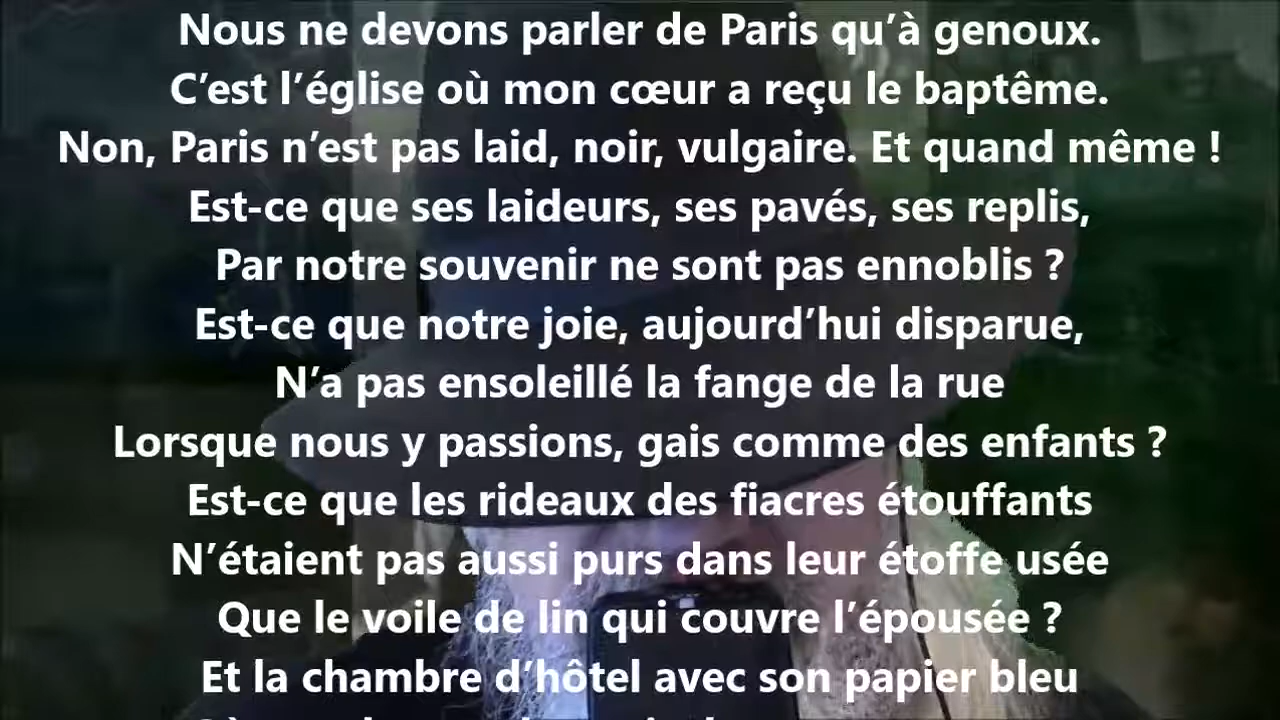 Nous ne devons parler de Paris qu’à genoux.
C’est l’église où mon cœur a reçu le baptême.
Non, Paris n’est pas laid, noir, vulgaire. Et quand même !
Est-ce que ses laideurs, ses pavés, ses replis,
Par notre souvenir ne sont pas ennoblis ?
Est-ce que notre joie, aujourd’hui disparue,
N’a pas ensoleillé la fange de la rue
Lorsque nous y passions, gais comme des enfants ?
Est-ce que les rideaux des fiacres étouffants
N’étaient pas aussi purs dans leur étoffe usée
Que le voile de lin qui couvre l’épousée ?
Et la chambre d’hôtel avec son papier bleu